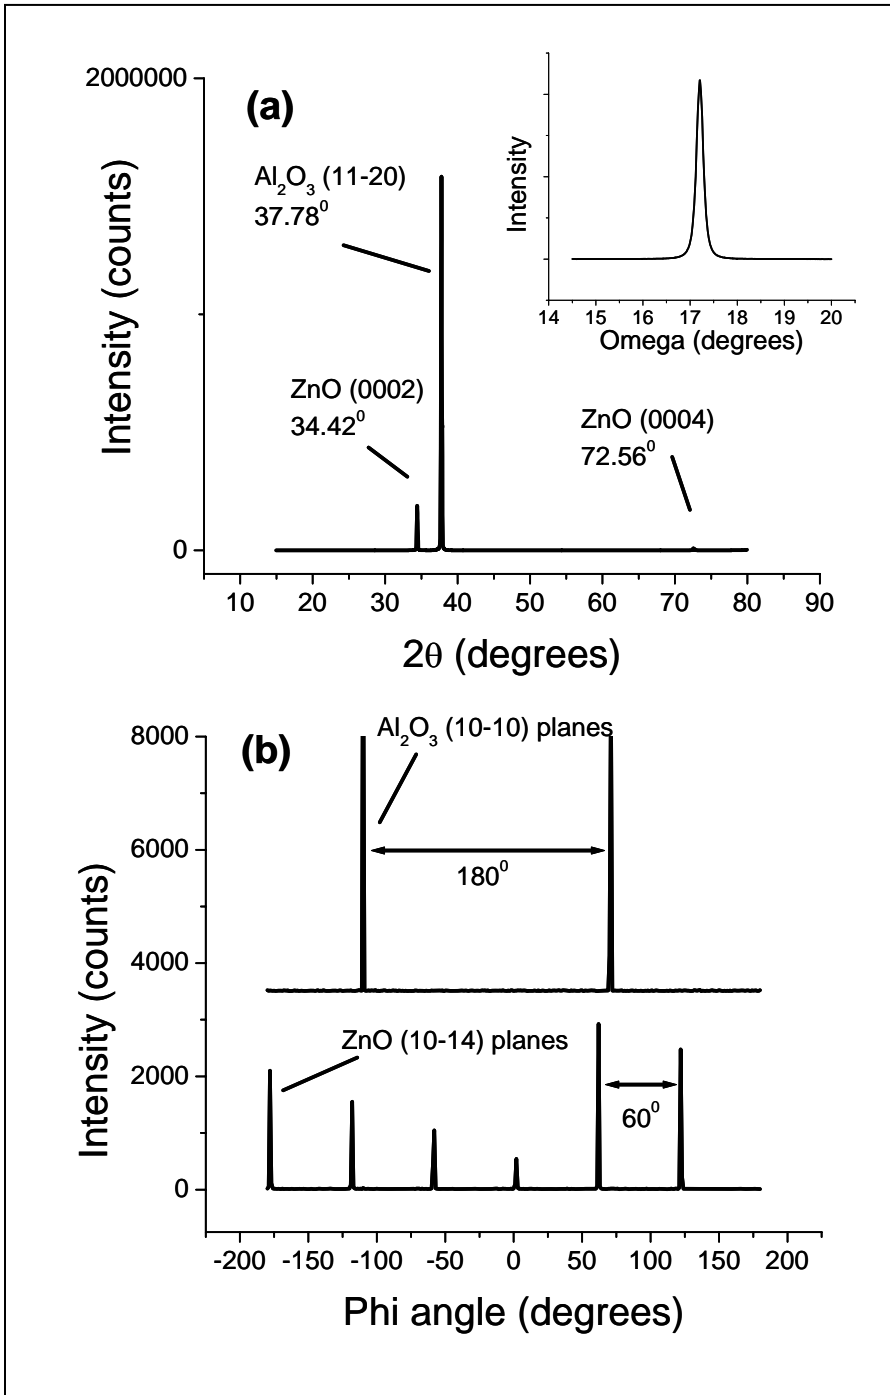 (a)
2000000
0
Intensity (counts)
Al₂O₃ (11-20)
37.78⁰
ZnO (0002)
34.42⁰
ZnO (0004)
72.56⁰
10 20 30 40 50 60 70 80 90
2θ (degrees)
Intensity
14 15 16 17 18 19 20
Omega (degrees)
(b)
8000
6000
4000
2000
0
Intensity (counts)
Al₂O₃ (10-10) planes
180⁰
ZnO (10-14) planes
60⁰
-200 -150 -100 -50 0 50 100 150 200
Phi angle (degrees)